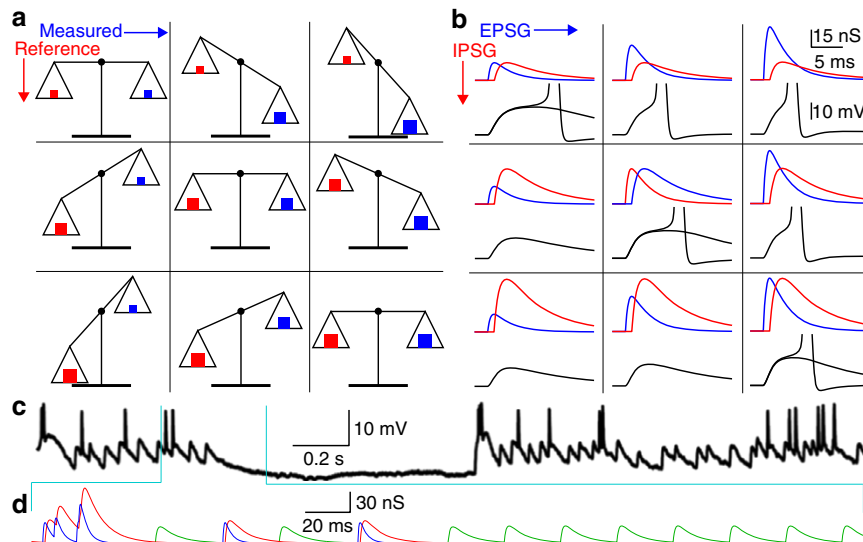 a
Measured
Reference
b
EPSG
IPSG
15 nS
5 ms
10 mV
c
10 mV
0.2 s
d
30 nS
20 ms